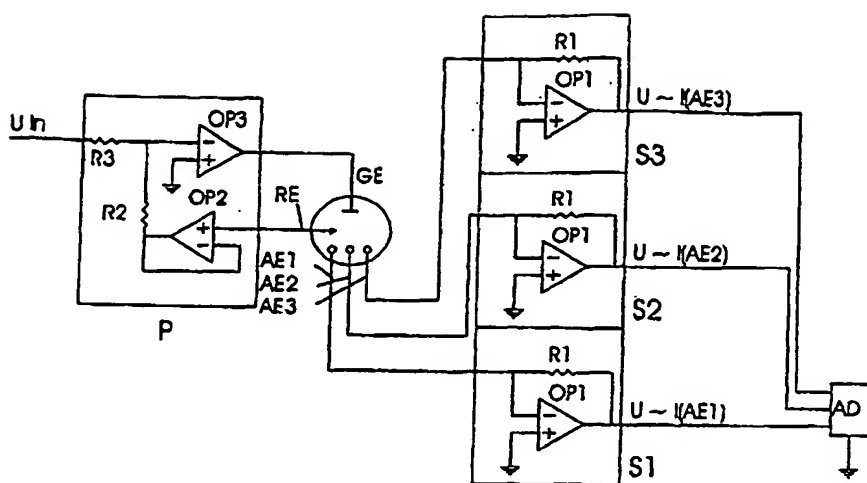 R1
OP1
U ~ I(AE3)
S3
U In
R3
OP3
R2
OP2
P
GE
RE
AE1
AE2
AE3
R1
OP1
U ~ I(AE2)
S2
R1
OP1
U ~ I(AE1)
S1
AD